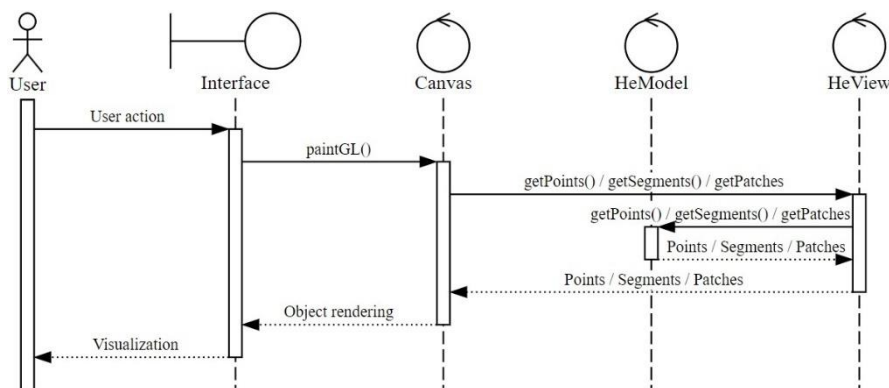 User
Interface
Canvas
HeModel
HeView
User action
paintGL()
getPoints() / getSegments() / getPatches
getPoints() / getSegments() / getPatches
Points / Segments / Patches
Points / Segments / Patches
Object rendering
Visualization